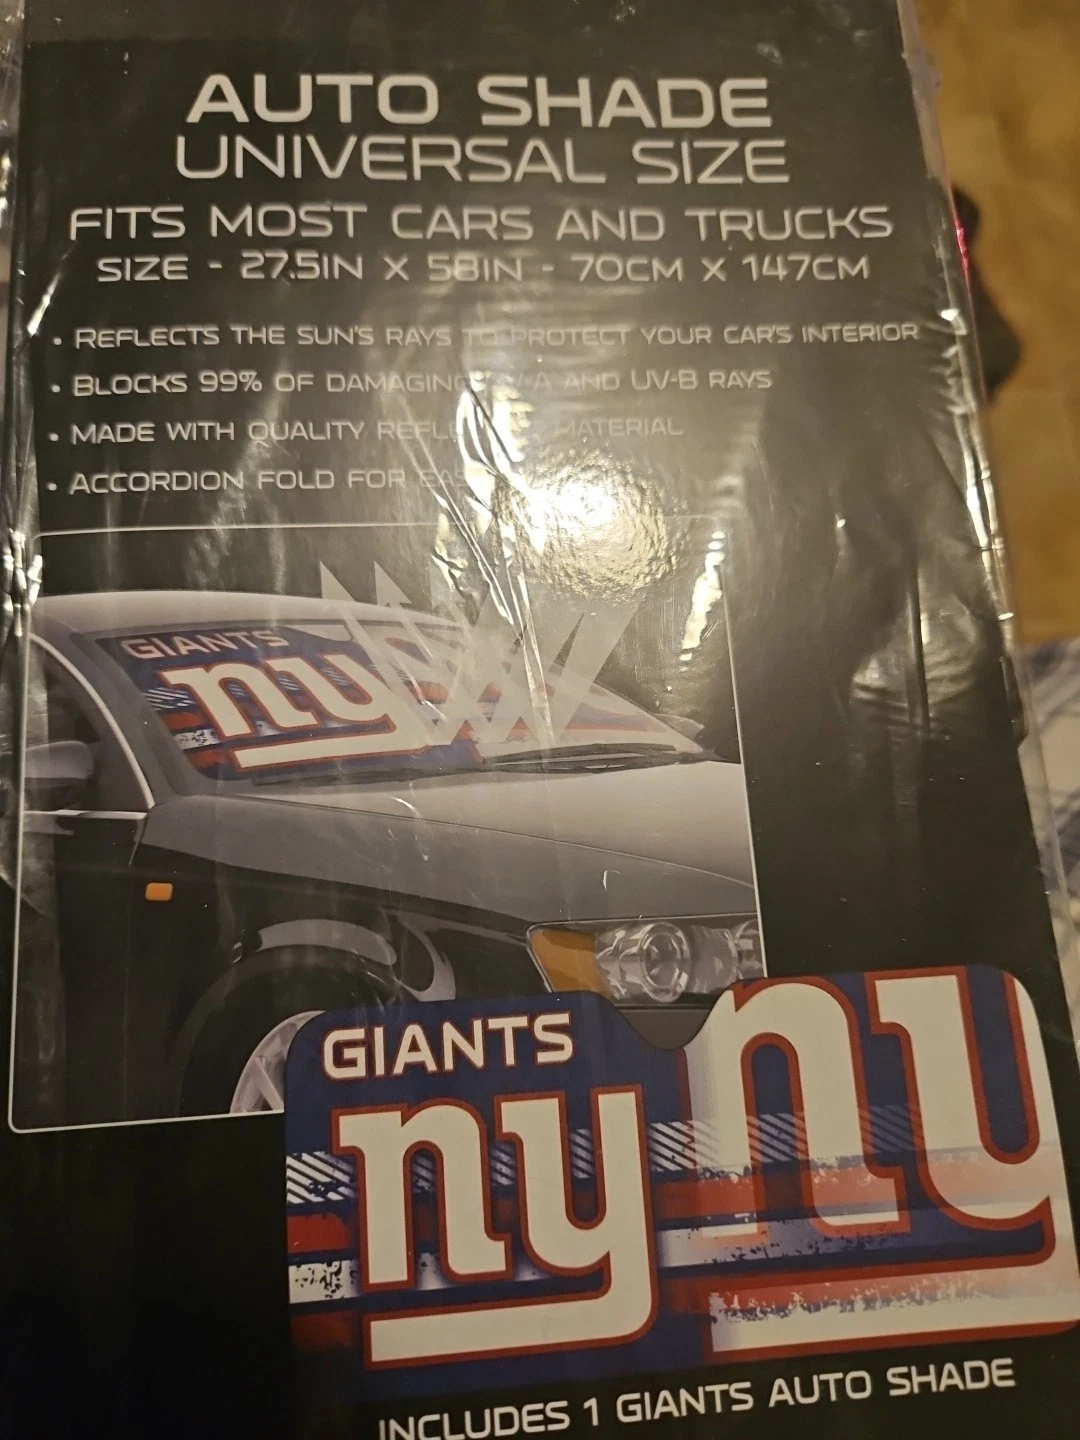 AUTO SHADE
UNIVERSAL SIZE
FITS MOST CARS AND TRUCKS
SIZE - 27.5IN X 58IN - 70CM X 147CM
• REFLECTS THE SUN'S RAYS TO PROTECT YOUR CAR'S INTERIOR
• BLOCKS 99% OF DAMAGING AND UV-B RAYS
• MADE WITH QUALITY MATERIAL
• ACCORDION FOLD FOR
GIANTS
ny
GIANTS
ny
ny
INCLUDES 1 GIANTS AUTO SHADE